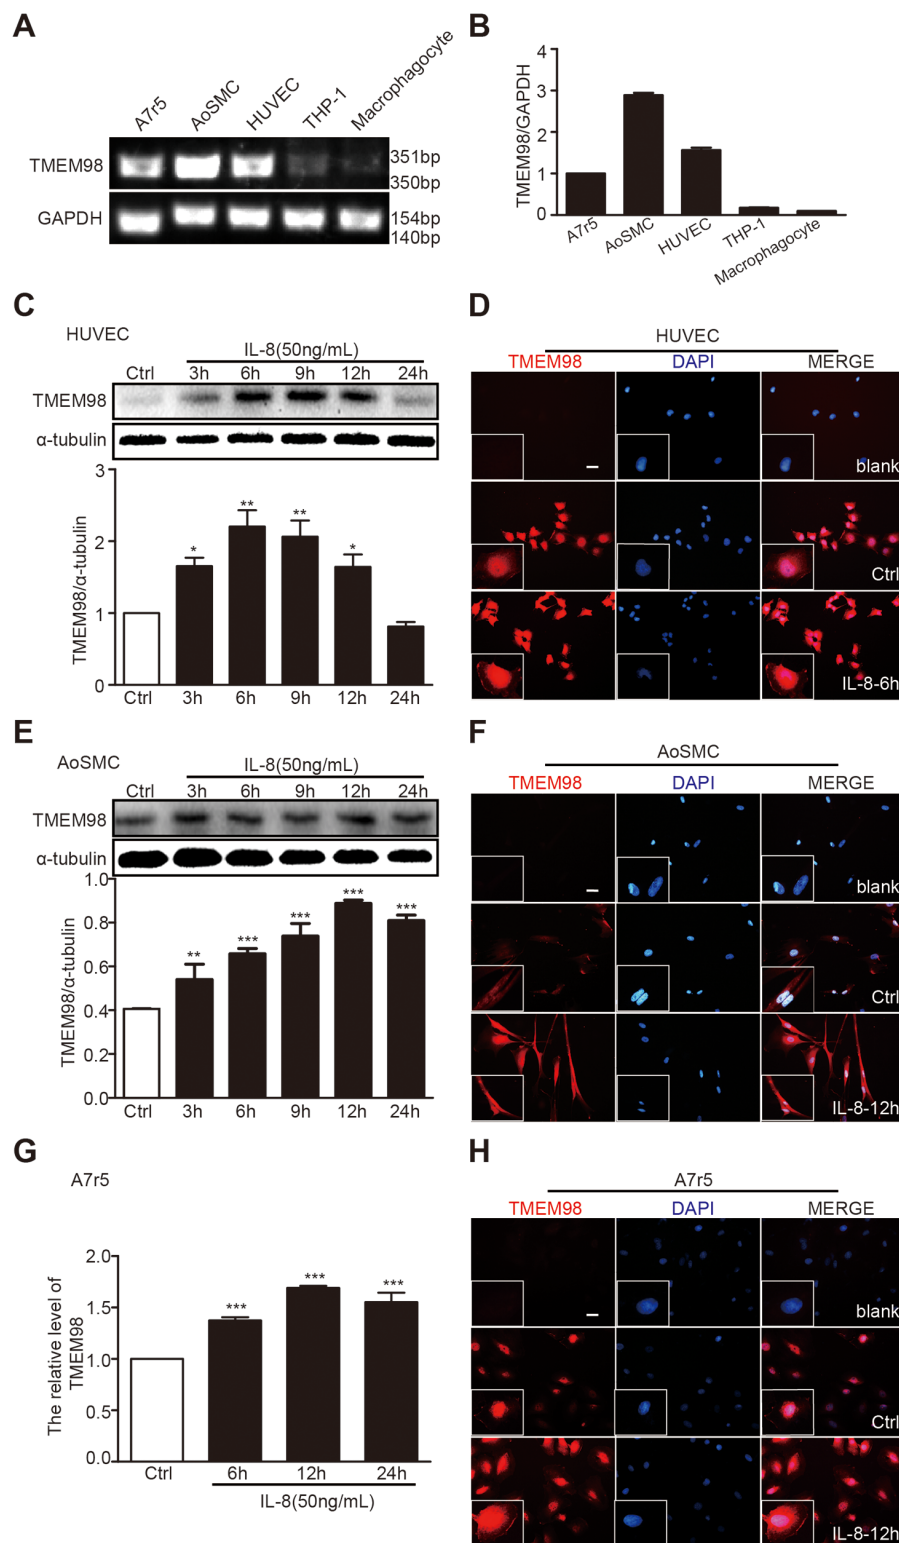 A
A7r5
AoSMC
HUVEC
THP-1
Macrophagocyte
TMEM98
351bp
350bp
GAPDH
154bp
140bp
B
TMEM98/GAPDH
4
3
2
1
0
A7r5
AoSMC
HUVEC
THP-1
Macrophagocyte
C
HUVEC
IL-8(50ng/mL)
Ctrl 3h 6h 9h 12h 24h
TMEM98
α-tubulin
TMEM98/α-tubulin
3
2
1
0
* ** ** *
Ctrl 3h 6h 9h 12h 24h
D
HUVEC
TMEM98 DAPI MERGE
blank
Ctrl
IL-8-6h
E
AoSMC
IL-8(50ng/mL)
Ctrl 3h 6h 9h 12h 24h
TMEM98
α-tubulin
TMEM98/α-tubulin
1.0
0.8
0.6
0.4
0.2
0.0
** *** *** *** ***
Ctrl 3h 6h 9h 12h 24h
F
AoSMC
TMEM98 DAPI MERGE
blank
Ctrl
IL-8-12h
G
A7r5
The relative level of
TMEM98
2.0
1.5
1.0
0.5
0.0
*** *** ***
Ctrl 6h 12h 24h
IL-8(50ng/mL)
H
A7r5
TMEM98 DAPI MERGE
blank
Ctrl
IL-8-12h